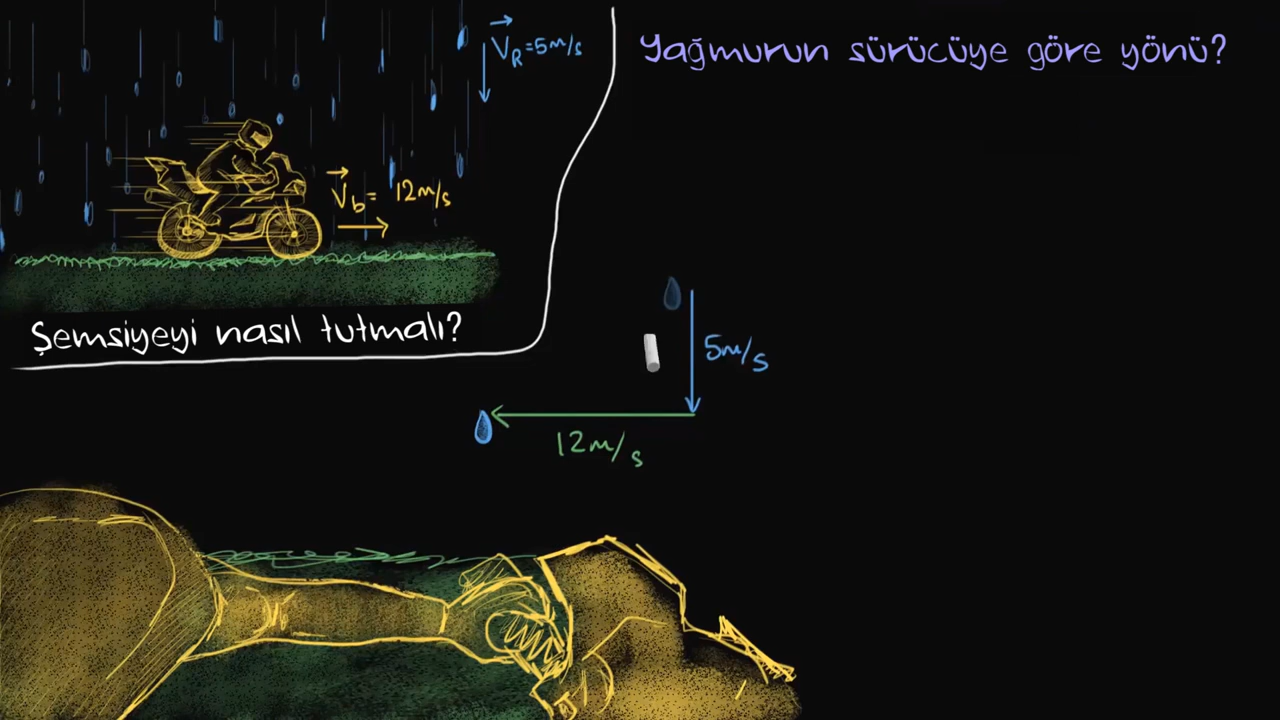 V_R = 5m/s
Yağmurun sürücüye göre yönü?
V_b = 12m/s
Şemsiyeyi nasıl tutmalı?
5m/s
12m/s